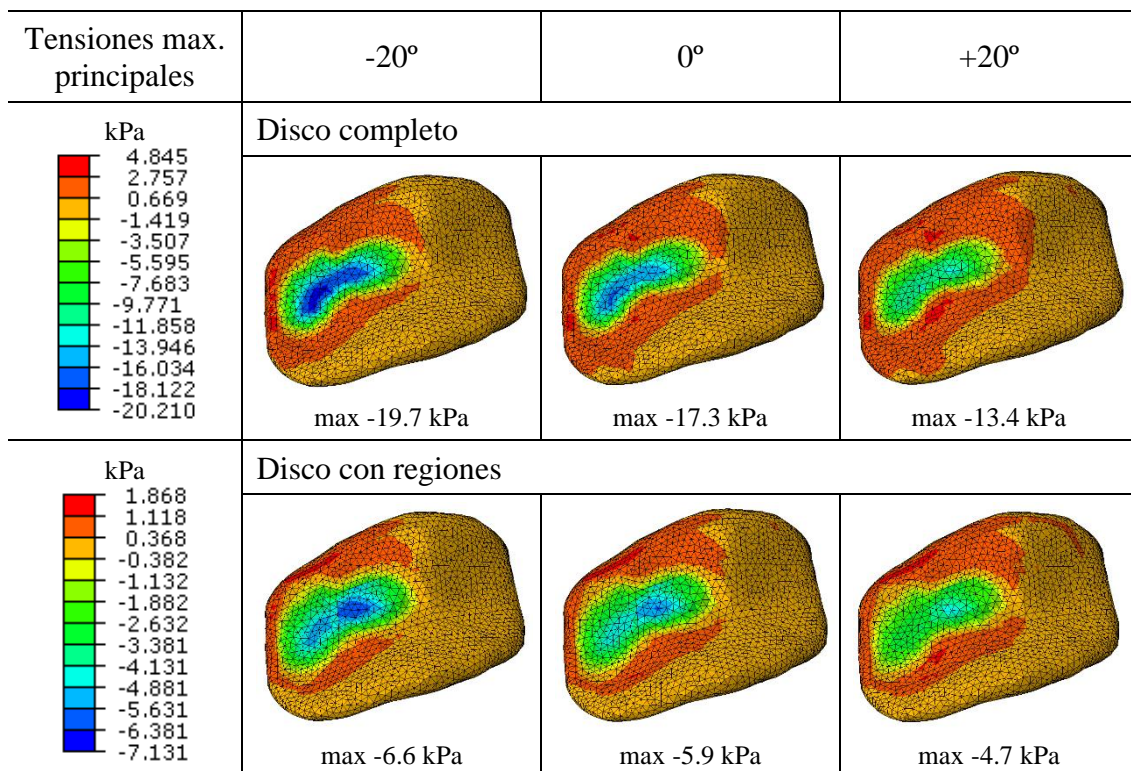 Tensiones max.
principales
-20º
0º
+20º
kPa
4.845
2.757
0.669
-1.419
-3.507
-5.595
-7.683
-9.771
-11.858
-13.946
-16.034
-18.122
-20.210
Disco completo
max -19.7 kPa
max -17.3 kPa
max -13.4 kPa
kPa
1.868
1.118
0.368
-0.382
-1.132
-1.882
-2.632
-3.381
-4.131
-4.881
-5.631
-6.381
-7.131
Disco con regiones
max -6.6 kPa
max -5.9 kPa
max -4.7 kPa